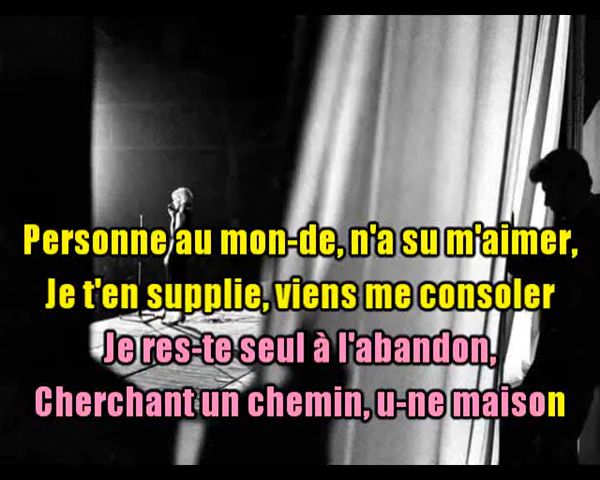 Personne au mon-de, n'a su m'aimer,
Je t'en supplie, viens me consoler
Je res-te seul à l'abandon,
Cherchant un chemin, u-ne maison